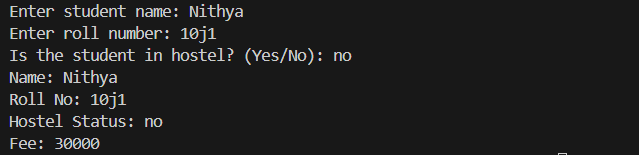 Enter student name: Nithya
Enter roll number: 10j1
Is the student in hostel? (Yes/No): no
Name: Nithya
Roll No: 10j1
Hostel Status: no
Fee: 30000